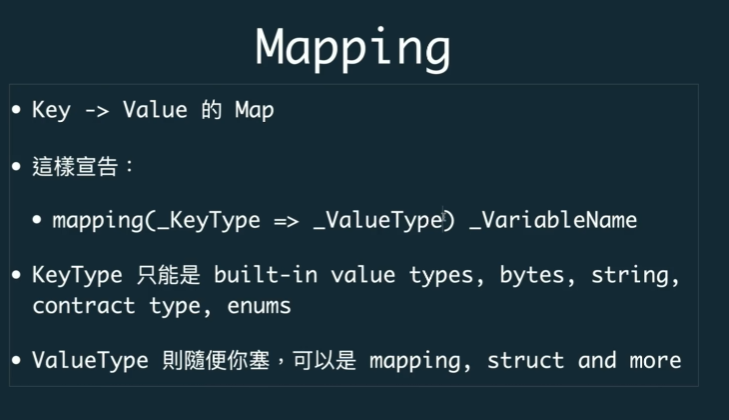 Mapping
• Key -> Value 的 Map
• 這樣宣告：
• mapping(_KeyType => _ValueType) _VariableName
• KeyType 只能是 built-in value types, bytes, string,
contract type, enums
• ValueType 則隨便你塞，可以是 mapping, struct and more